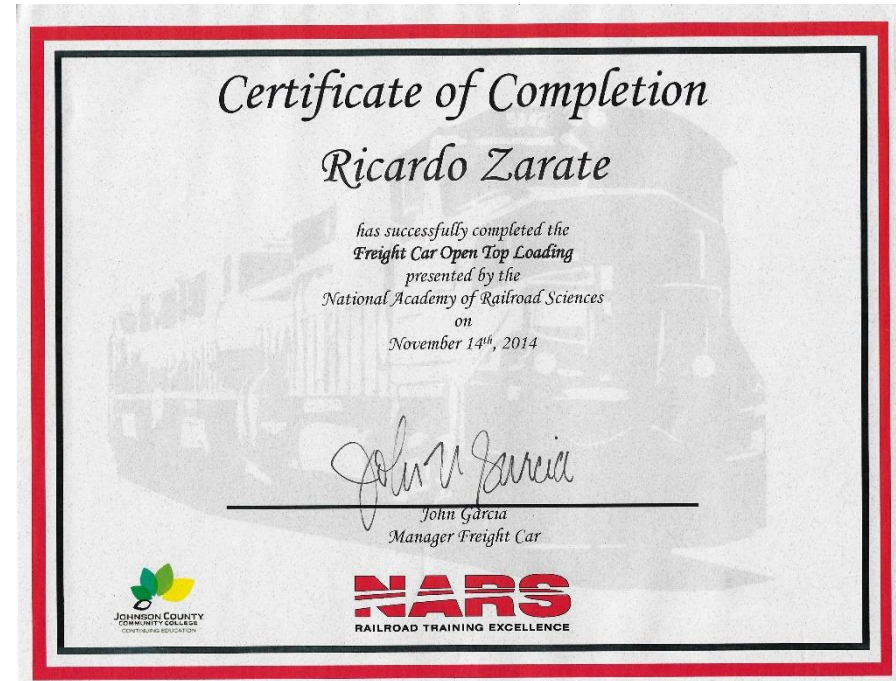 Certificate of Completion
Ricardo Zarate
has successfully completed the
Freight Car Open Top Loading
presented by the
National Academy of Railroad Sciences
on
November 14th, 2014
John Garcia
John Garcia
Manager Freight Car
JOHNSON COUNTY
COMMUNITY COLLEGE
CONTINUING EDUCATION
NARS
RAILROAD TRAINING EXCELLENCE